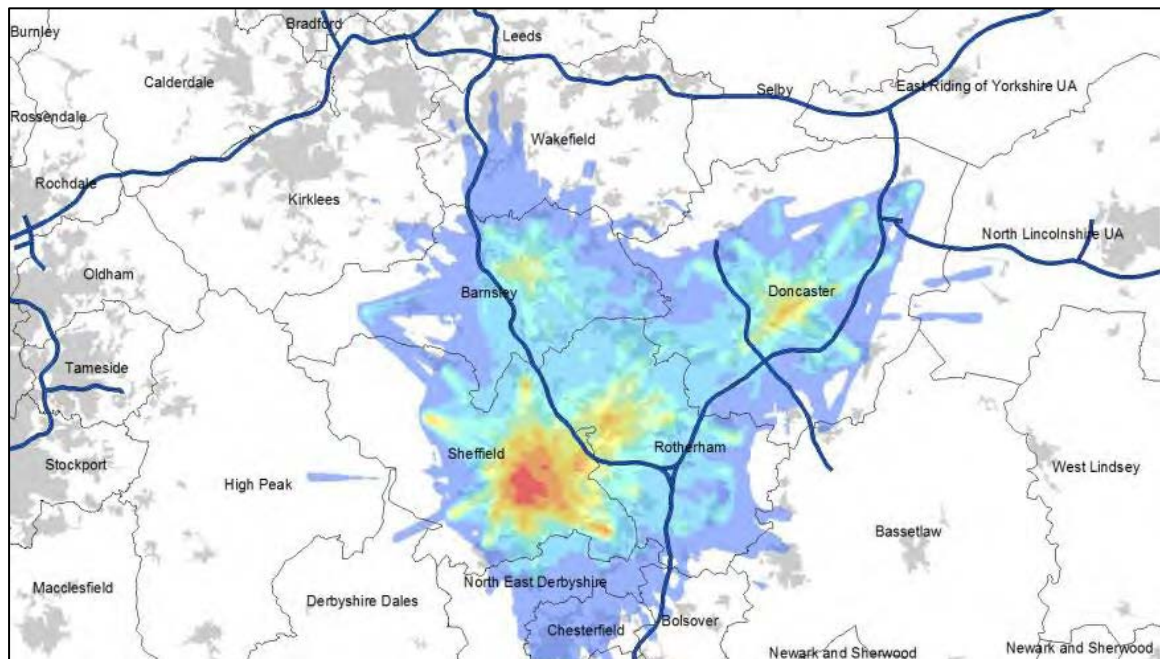 Burnley
Bradford
Leeds
Calderdale
Selby
East Riding of Yorkshire UA
Rossendale
Wakefield
Rochdale
Kirklees
North Lincolnshire UA
Oldham
Barnsley
Doncaster
Tameside
Sheffield
Rotherham
Stockport
High Peak
West Lindsey
Bassetlaw
Macclesfield
North East Derbyshire
Derbyshire Dales
Chesterfield
Bolsover
Newark and Sherwood
Newark and Sherwood